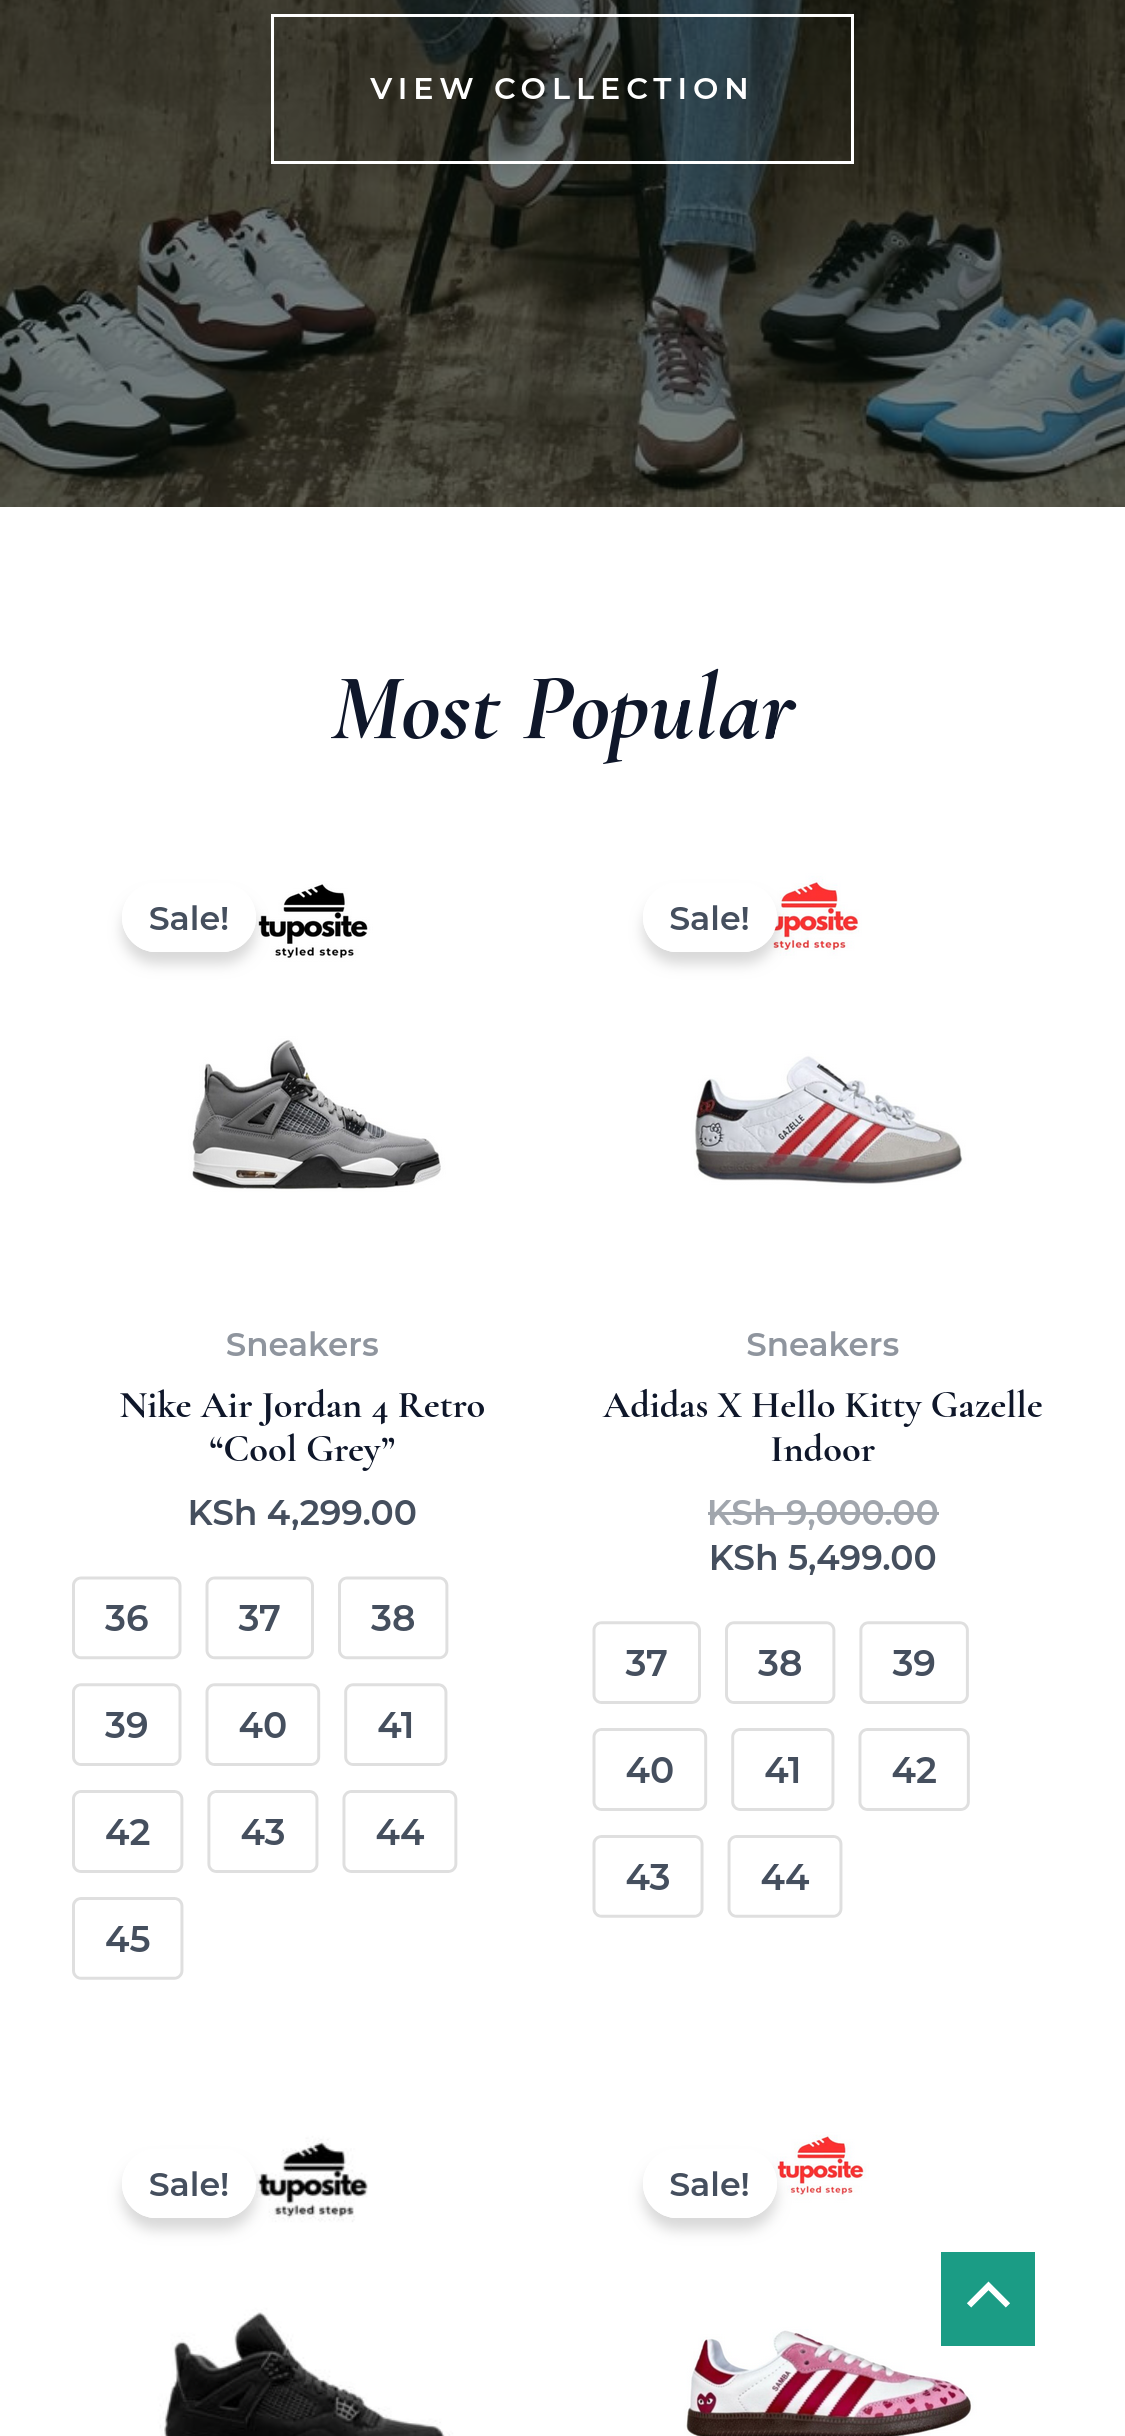 VIEW COLLECTION
Most Popular
Sale!
tuposite
styled steps
Sale!
uposite
styled steps
GAZELLE
Sneakers
Nike Air Jordan 4 Retro
“Cool Grey”
KSh 4,299.00
36 37 38
39 40 41
42 43 44
45
Sneakers
Adidas X Hello Kitty Gazelle
Indoor
KSh 9,000.00
KSh 5,499.00
37 38 39
40 41 42
43 44
Sale!
tuposite
styled steps
Sale!
tuposite
styled steps
SAMBA